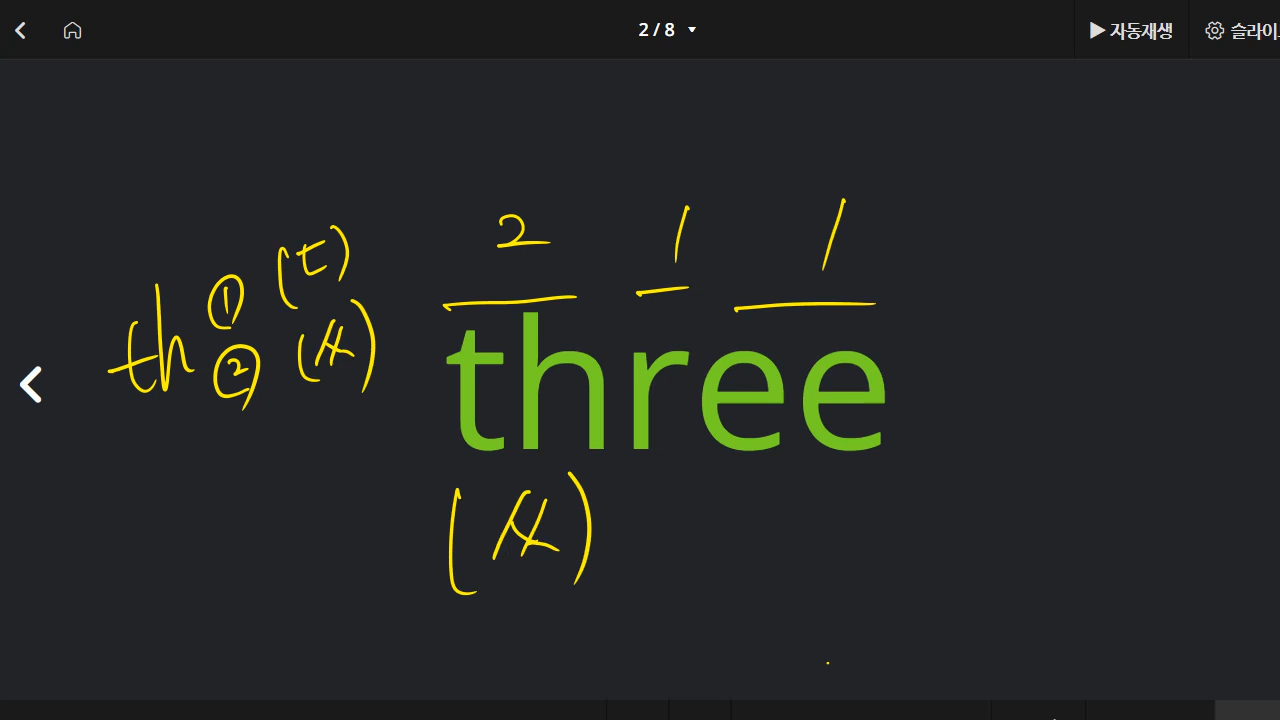 2 / 8 자동재생 슬라이
2 1 1
th ① (ㄷ)
② (ㅆ)
three
(ㅆ)